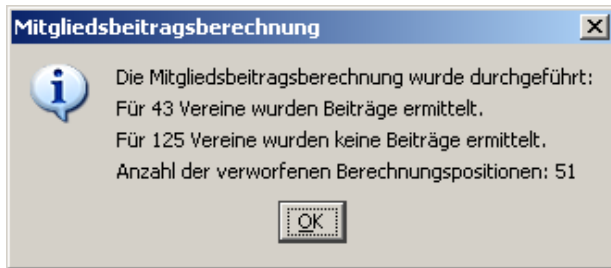 Mitgliedsbeitragsberechnung
Die Mitgliedsbeitragsberechnung wurde durchgeführt:
Für 43 Vereine wurden Beiträge ermittelt.
Für 125 Vereine wurden keine Beiträge ermittelt.
Anzahl der verworfenen Berechnungspositionen: 51
OK